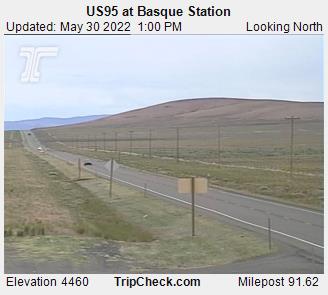 US95 at Basque Station
Updated: May 30 2022 1:00 PM Looking North
Elevation 4460 TripCheck.com Milepost 91.62